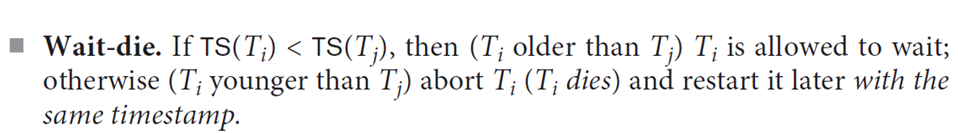 ■ Wait-die. If TS(Ti) < TS(Tj), then (Ti older than Tj) Ti is allowed to wait;
otherwise (Ti younger than Tj) abort Ti (Ti dies) and restart it later with the
same timestamp.